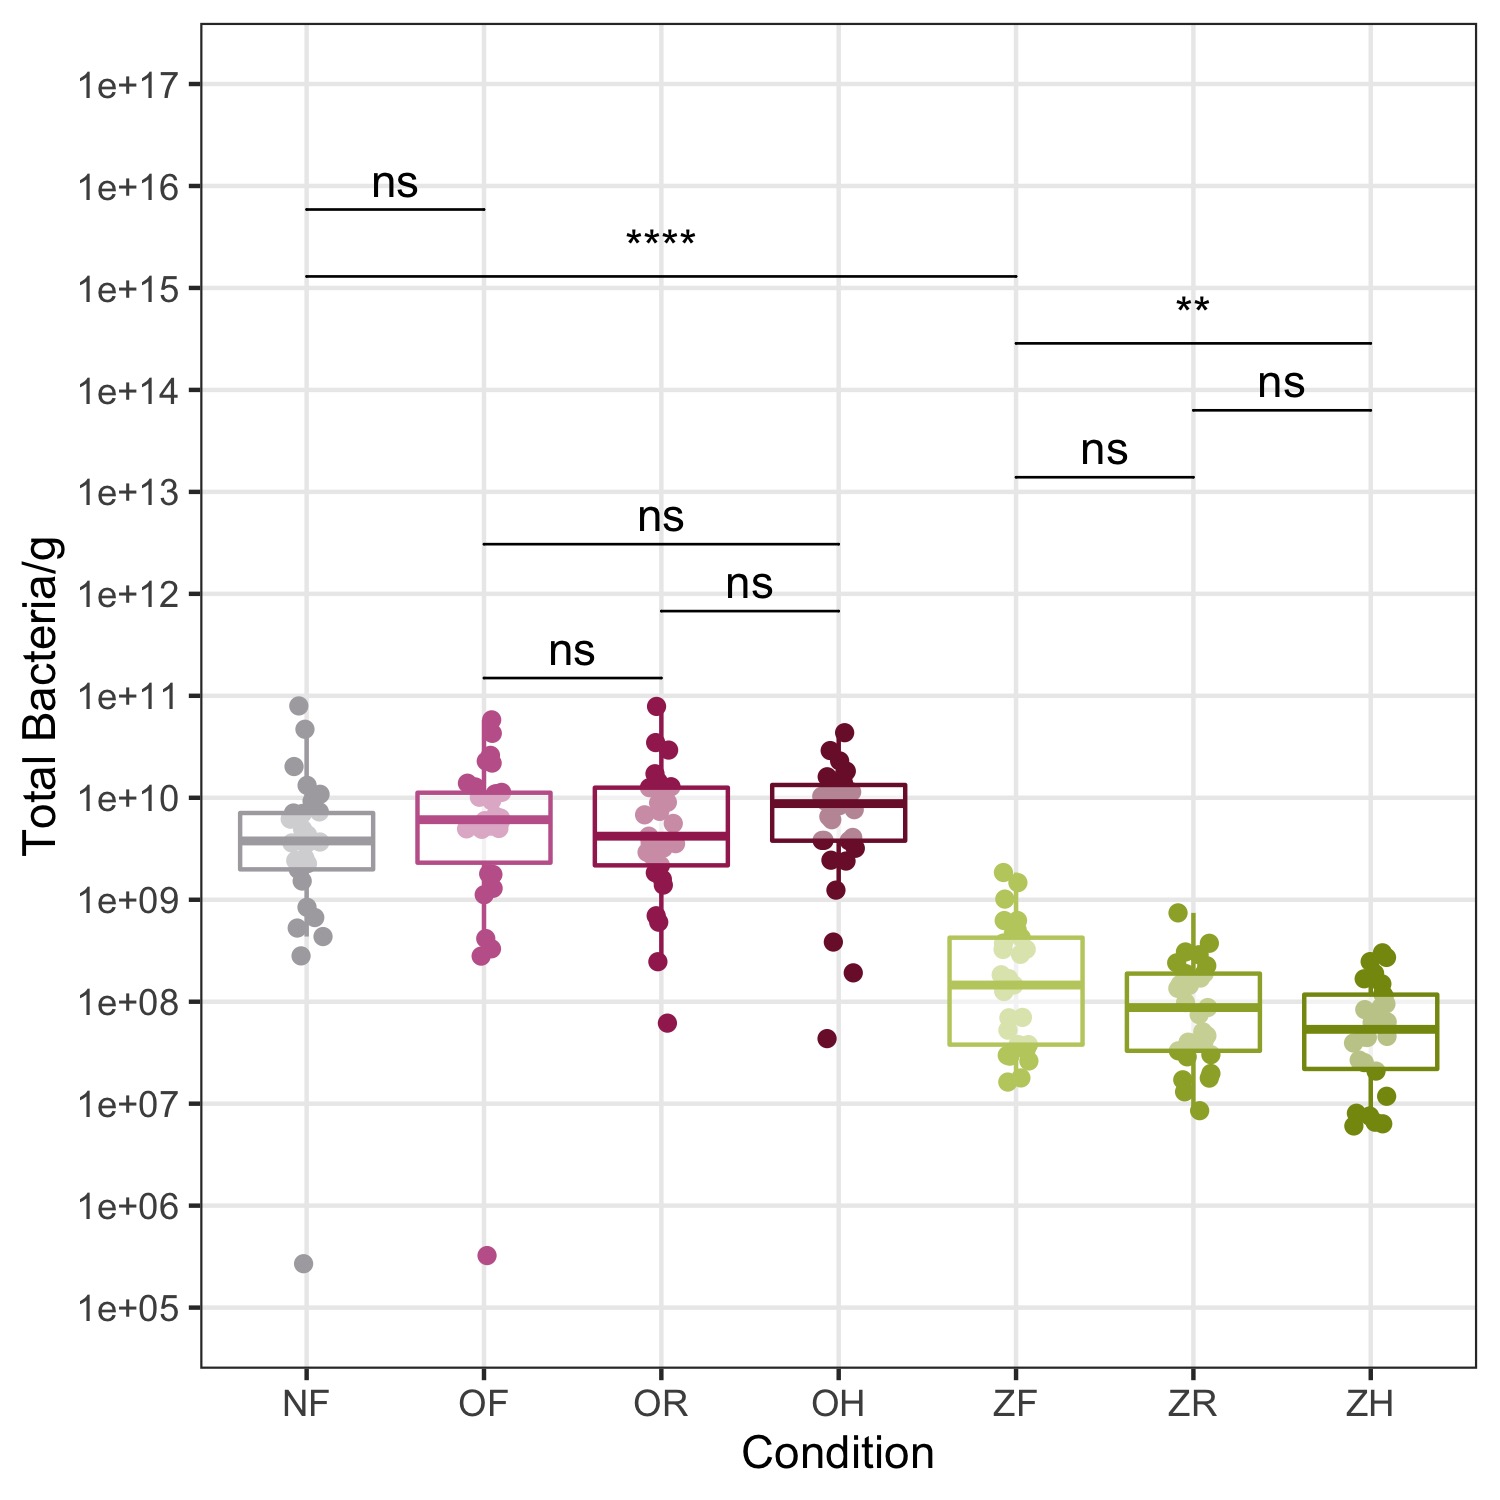 1e+17
1e+16
1e+15
1e+14
1e+13
1e+12
1e+11
1e+10
1e+09
1e+08
1e+07
1e+06
1e+05
Total Bacteria/g
ns
****
**
ns
ns
ns
ns
ns
NF OF OR OH ZF ZR ZH
Condition